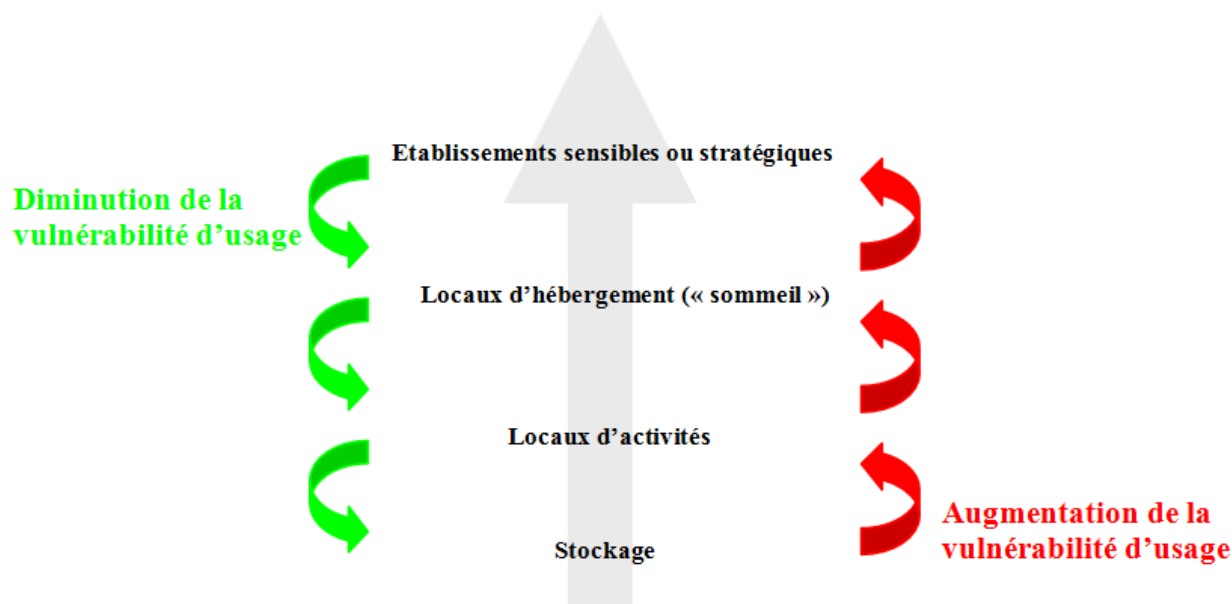 Etablissements sensibles ou stratégiques
Diminution de la
vulnérabilité d’usage
Locaux d’hébergement (« sommeil »)
Locaux d’activités
Augmentation de la
vulnérabilité d’usage
Stockage